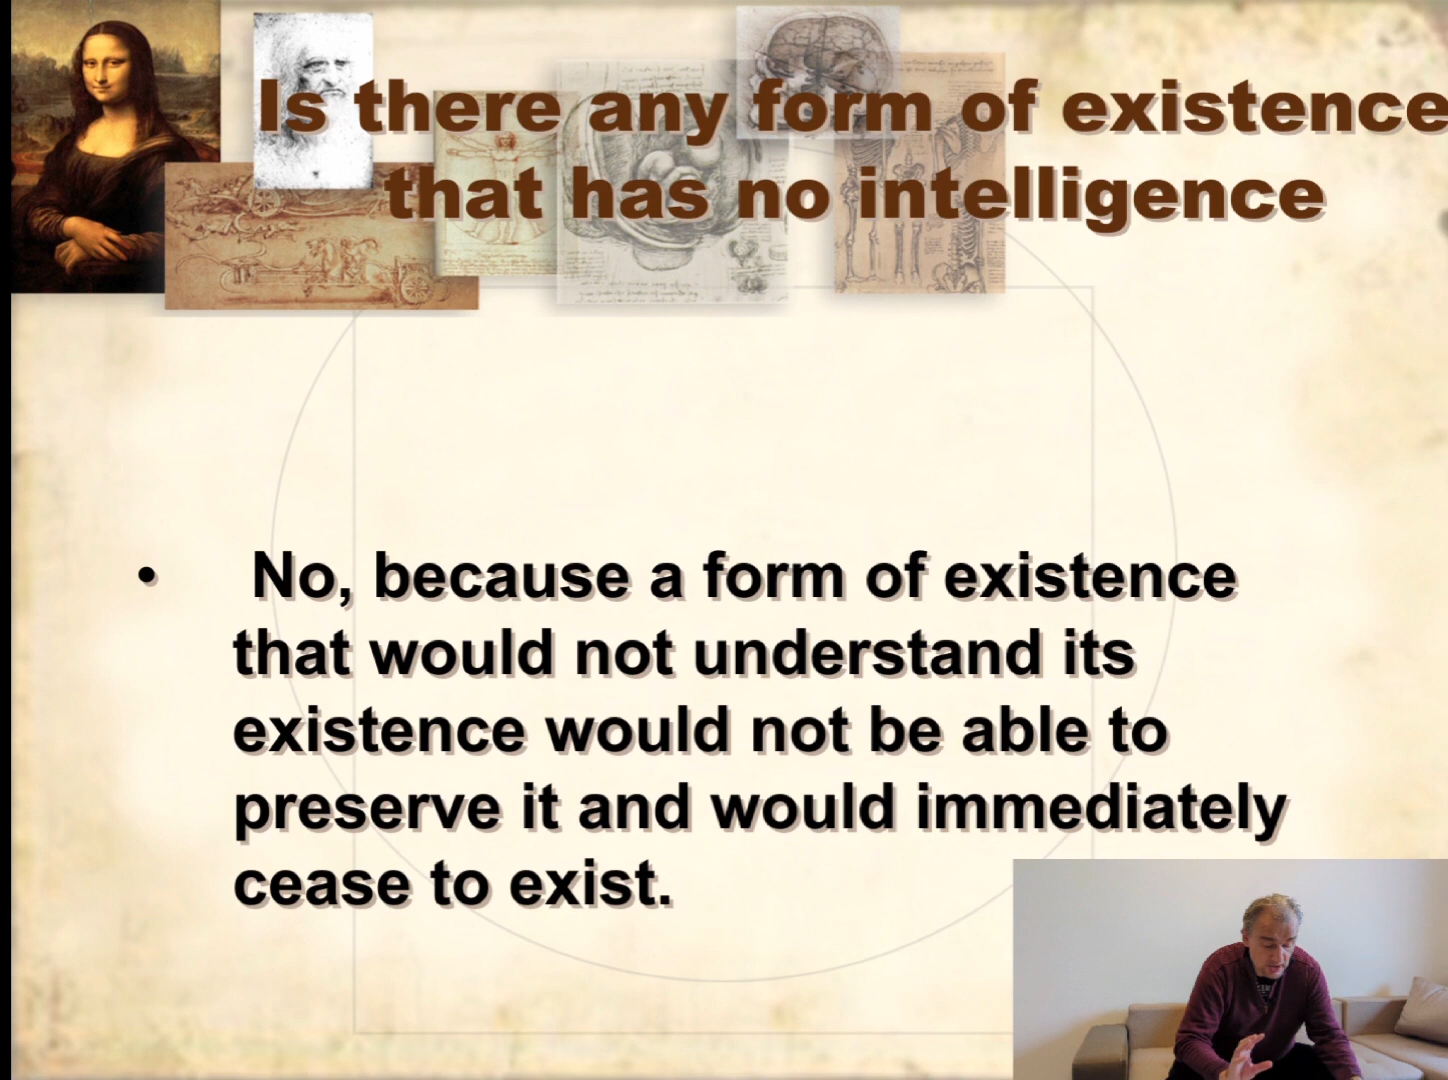 Is there any form of existence
that has no intelligence
• No, because a form of existence
that would not understand its
existence would not be able to
preserve it and would immediately
cease to exist.